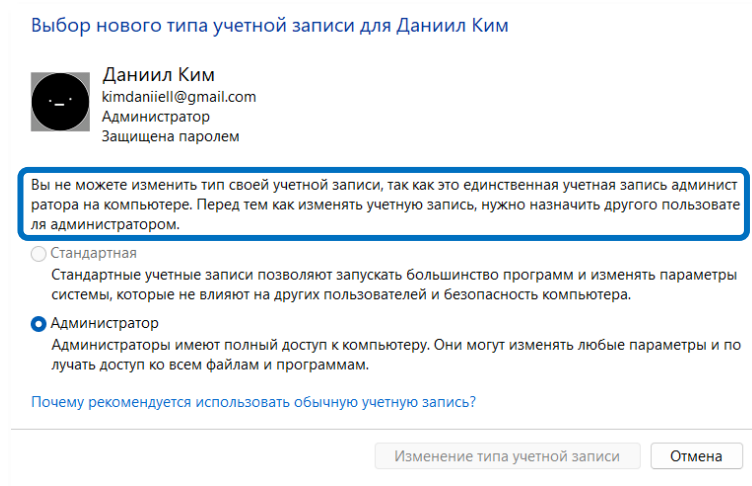 Выбор нового типа учетной записи для Даниил Ким
Даниил Ким
kimdaniiell@gmail.com
Администратор
Защищена паролем
Вы не можете изменить тип своей учетной записи, так как это единственная учетная запись админист
ратора на компьютере. Перед тем как изменять учетную запись, нужно назначить другого пользовате
ля администратором.
Стандартная
Стандартные учетные записи позволяют запускать большинство программ и изменять параметры
системы, которые не влияют на других пользователей и безопасность компьютера.
Администратор
Администраторы имеют полный доступ к компьютеру. Они могут изменять любые параметры и по
лучать доступ ко всем файлам и программам.
Почему рекомендуется использовать обычную учетную запись?
Изменение типа учетной записи
Отмена